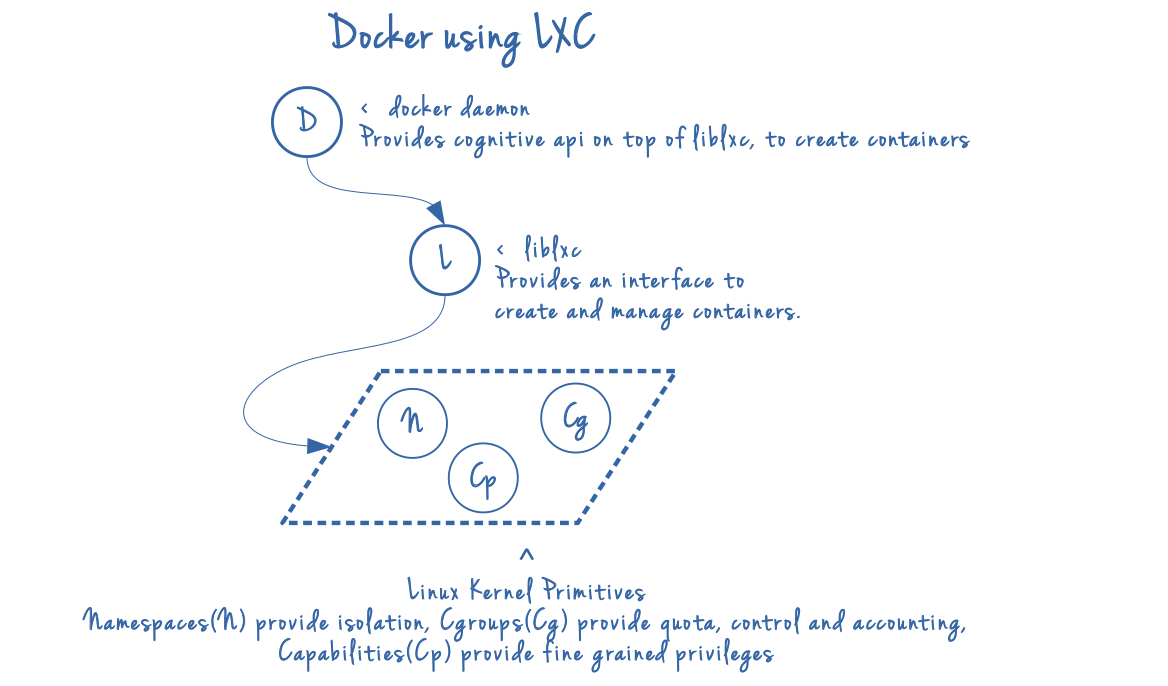 Docker using LXC
D
< docker daemon
Provides cognitive api on top of liblxc, to create containers
L
< liblxc
Provides an interface to
create and manage containers.
N
Cg
Cp
^
Linux Kernel Primitives
Namespaces(N) provide isolation, Cgroups(Cg) provide quota, control and accounting,
Capabilities(Cp) provide fine grained privileges